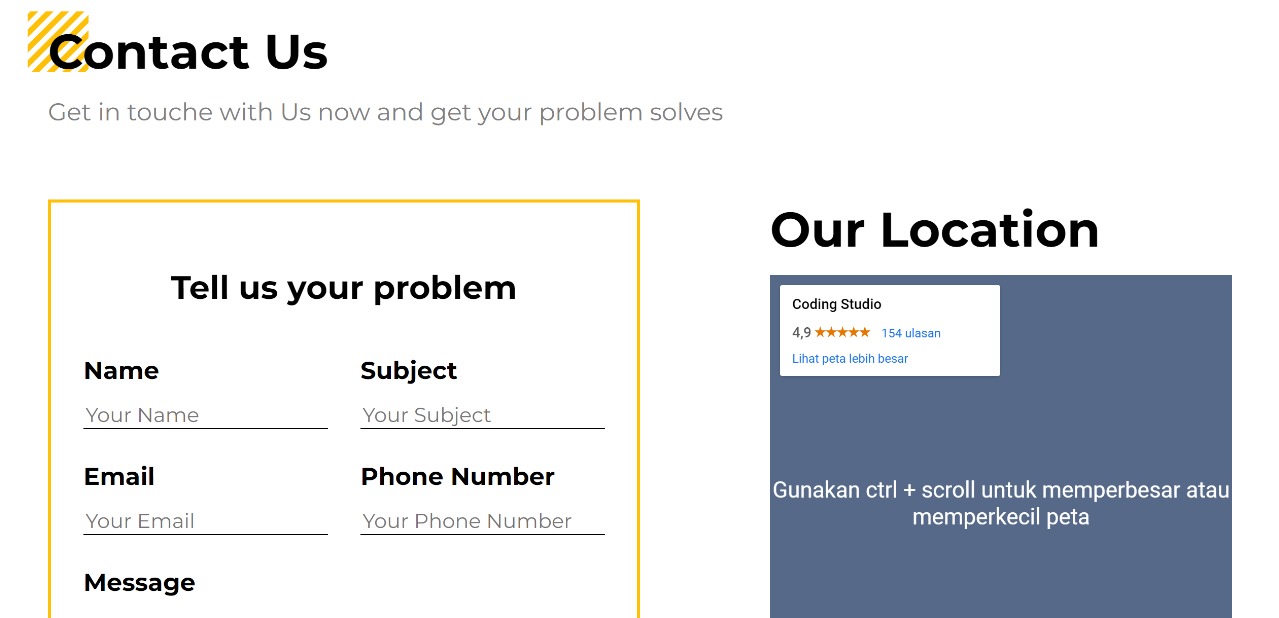 Contact Us
Get in touche with Us now and get your problem solves
Tell us your problem
Name
Subject
Your Name
Your Subject
Email
Phone Number
Your Email
Your Phone Number
Message
Our Location
Coding Studio
4,9 ★★★★★ 154 ulasan
Lihat peta lebih besar
Gunakan ctrl + scroll untuk memperbesar atau
memperkecil peta